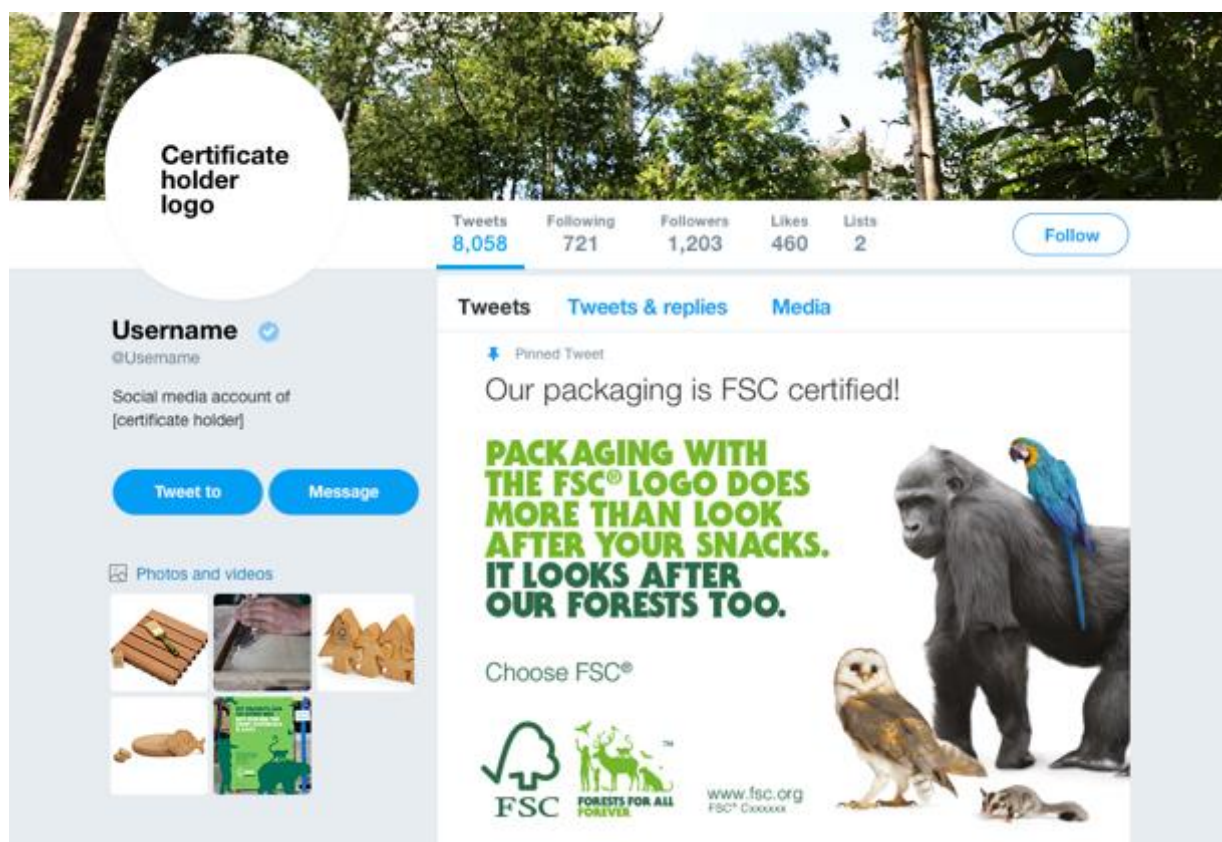 Certificate
holder
logo
Tweets Following Followers Likes Lists
8,058 721 1,203 460 2
Follow
Username
@Username
Social media account of
[certificate holder]
Tweet to Message
Photos and videos
Tweets Tweets & replies Media
Pinned Tweet
Our packaging is FSC certified!
PACKAGING WITH
THE FSC® LOGO DOES
MORE THAN LOOK
AFTER YOUR SNACKS.
IT LOOKS AFTER
OUR FORESTS TOO.
Choose FSC®
FSC
FORESTS FOR ALL
FOREVER
™
www.fsc.org
FSC® Cxxxxxx